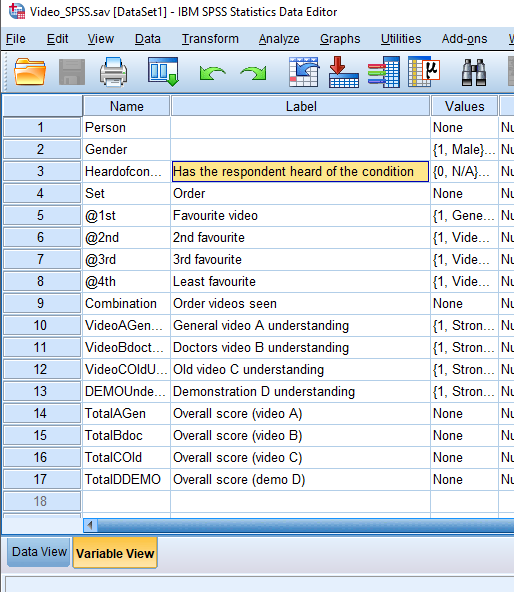 Video_SPSS.sav [DataSet1] - IBM SPSS Statistics Data Editor
File Edit View Data Transform Analyze Graphs Utilities Add-ons
Name Label Values
1 Person None Nu
2 Gender {1, Male}... Nu
3 Heardofcon... Has the respondent heard of the condition {0, N/A}... Nu
4 Set Order None Nu
5 @1st Favourite video {1, Gene... Nu
6 @2nd 2nd favourite {1, Vide... Nu
7 @3rd 3rd favourite {1, Vide... Nu
8 @4th Least favourite {1, Vide... Nu
9 Combination Order videos seen None Nu
10 VideoAGen... General video A understanding {1, Stron... Nu
11 VideoBdoct... Doctors video B understanding {1, Stron... Nu
12 VideoCOldU... Old video C understanding {1, Stron... Nu
13 DEMOUnde... Demonstration D understanding {1, Stron... Nu
14 TotalAGen Overall score (video A) None Nu
15 TotalBdoc Overall score (video B) None Nu
16 TotalCOld Overall score (video C) None Nu
17 TotalDDEMO Overall score (demo D) None Nu
18
Data View Variable View